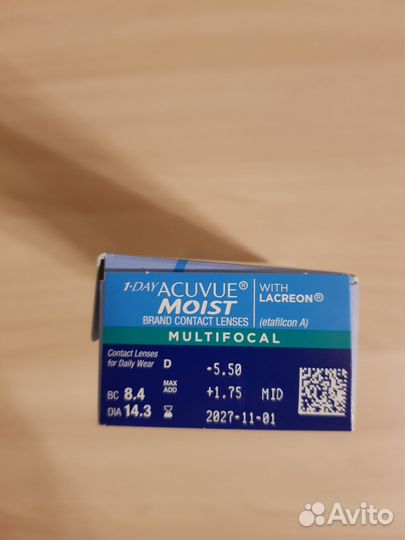 1-DAY ACUVUE® MOIST
BRAND CONTACT LENSES
WITH LACREON®
(etafilcon A)
MULTIFOCAL
Contact Lenses for Daily Wear
D -5.50
MAX ADD +1.75 MID
BC 8.4
DIA 14.3
2027-11-01
Avito